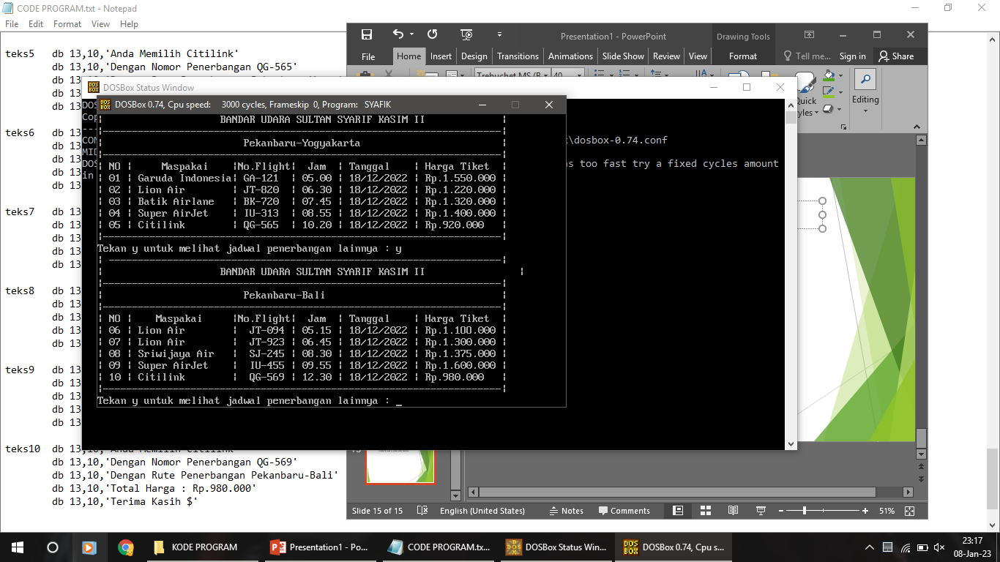 CODE PROGRAM.txt - Notepad
File Edit Format View Help
teks5 db 13,10,'Anda Memilih Citilink'
db 13,10,'Dengan Nomor Penerbangan QG-565'
db 13
db 13
db 13
teks6 db 13
db 13
db 13
db 13
db 13
teks7 db 13
db 13
db 13
db 13
db 13
teks8 db 13
db 13
db 13
db 13
db 13
teks9 db 13
db 13
db 13
db 13
db 13
teks10 db 13,10,'Anda Memilih Citilink'
db 13,10,'Dengan Nomor Penerbangan QG-569'
db 13,10,'Dengan Rute Penerbangan Pekanbaru-Bali'
db 13,10,'Total Harga : Rp.980.000'
db 13,10,'Terima Kasih $'
Presentation1 - PowerPoint
Drawing Tools
File Home Insert Design Transitions Animations Slide Show Review View Format Tell me... Sign in Share
Trebuchet MS (B 40
Quick
Styles
Editing
DOSBox Status Window
DOS
Cop
---
CON t\dosbox-0.74.conf
MID
DOS s too fast try a fixed cycles amount
in
DOSBox 0.74, Cpu speed: 3000 cycles, Frameskip 0, Program: SYAFIK
¦ BANDAR UDARA SULTAN SYARIF KASIM II ¦
¦---------------------------------------------------------------------¦
¦ Pekanbaru-Yogyakarta ¦
¦---------------------------------------------------------------------¦
¦ NO ¦ Maspakai ¦No.Flight¦ Jam ¦ Tanggal ¦ Harga Tiket ¦
¦ 01 ¦ Garuda Indonesia¦ GA-121 ¦ 05.00 ¦ 18/12/2022 ¦ Rp.1.550.000 ¦
¦ 02 ¦ Lion Air ¦ JT-820 ¦ 06.30 ¦ 18/12/2022 ¦ Rp.1.220.000 ¦
¦ 03 ¦ Batik Airlane ¦ BK-720 ¦ 07.45 ¦ 18/12/2022 ¦ Rp.1.320.000 ¦
¦ 04 ¦ Super AirJet ¦ IU-313 ¦ 08.55 ¦ 18/12/2022 ¦ Rp.1.400.000 ¦
¦ 05 ¦ Citilink ¦ QG-565 ¦ 10.20 ¦ 18/12/2022 ¦ Rp.920.000 ¦
¦---------------------------------------------------------------------¦
Tekan y untuk melihat jadwal penerbangan lainnya : y
¦ --------------------------------------------------------------------¦
¦ BANDAR UDARA SULTAN SYARIF KASIM II ¦
¦---------------------------------------------------------------------¦
¦ Pekanbaru-Bali ¦
¦---------------------------------------------------------------------¦
¦ NO ¦ Maspakai ¦No.Flight¦ Jam ¦ Tanggal ¦ Harga Tiket ¦
¦ 06 ¦ Lion Air ¦ JT-094 ¦ 05.15 ¦ 18/12/2022 ¦ Rp.1.100.000 ¦
¦ 07 ¦ Lion Air ¦ JT-923 ¦ 06.45 ¦ 18/12/2022 ¦ Rp.1.300.000 ¦
¦ 08 ¦ Sriwijaya Air ¦ SJ-245 ¦ 08.30 ¦ 18/12/2022 ¦ Rp.1.375.000 ¦
¦ 09 ¦ Super AirJet ¦ IU-455 ¦ 09.55 ¦ 18/12/2022 ¦ Rp.1.600.000 ¦
¦ 10 ¦ Citilink ¦ QG-569 ¦ 12.30 ¦ 18/12/2022 ¦ Rp.980.000 ¦
¦---------------------------------------------------------------------¦
Tekan y untuk melihat jadwal penerbangan lainnya : _
Slide 15 of 15 English (United States) Notes Comments 51%
KODE PROGRAM
Presentation1 - Po...
CODE PROGRAM.tx...
DOSBox Status Win...
DOSBox 0.74, Cpu s...
23:17
08-Jan-23